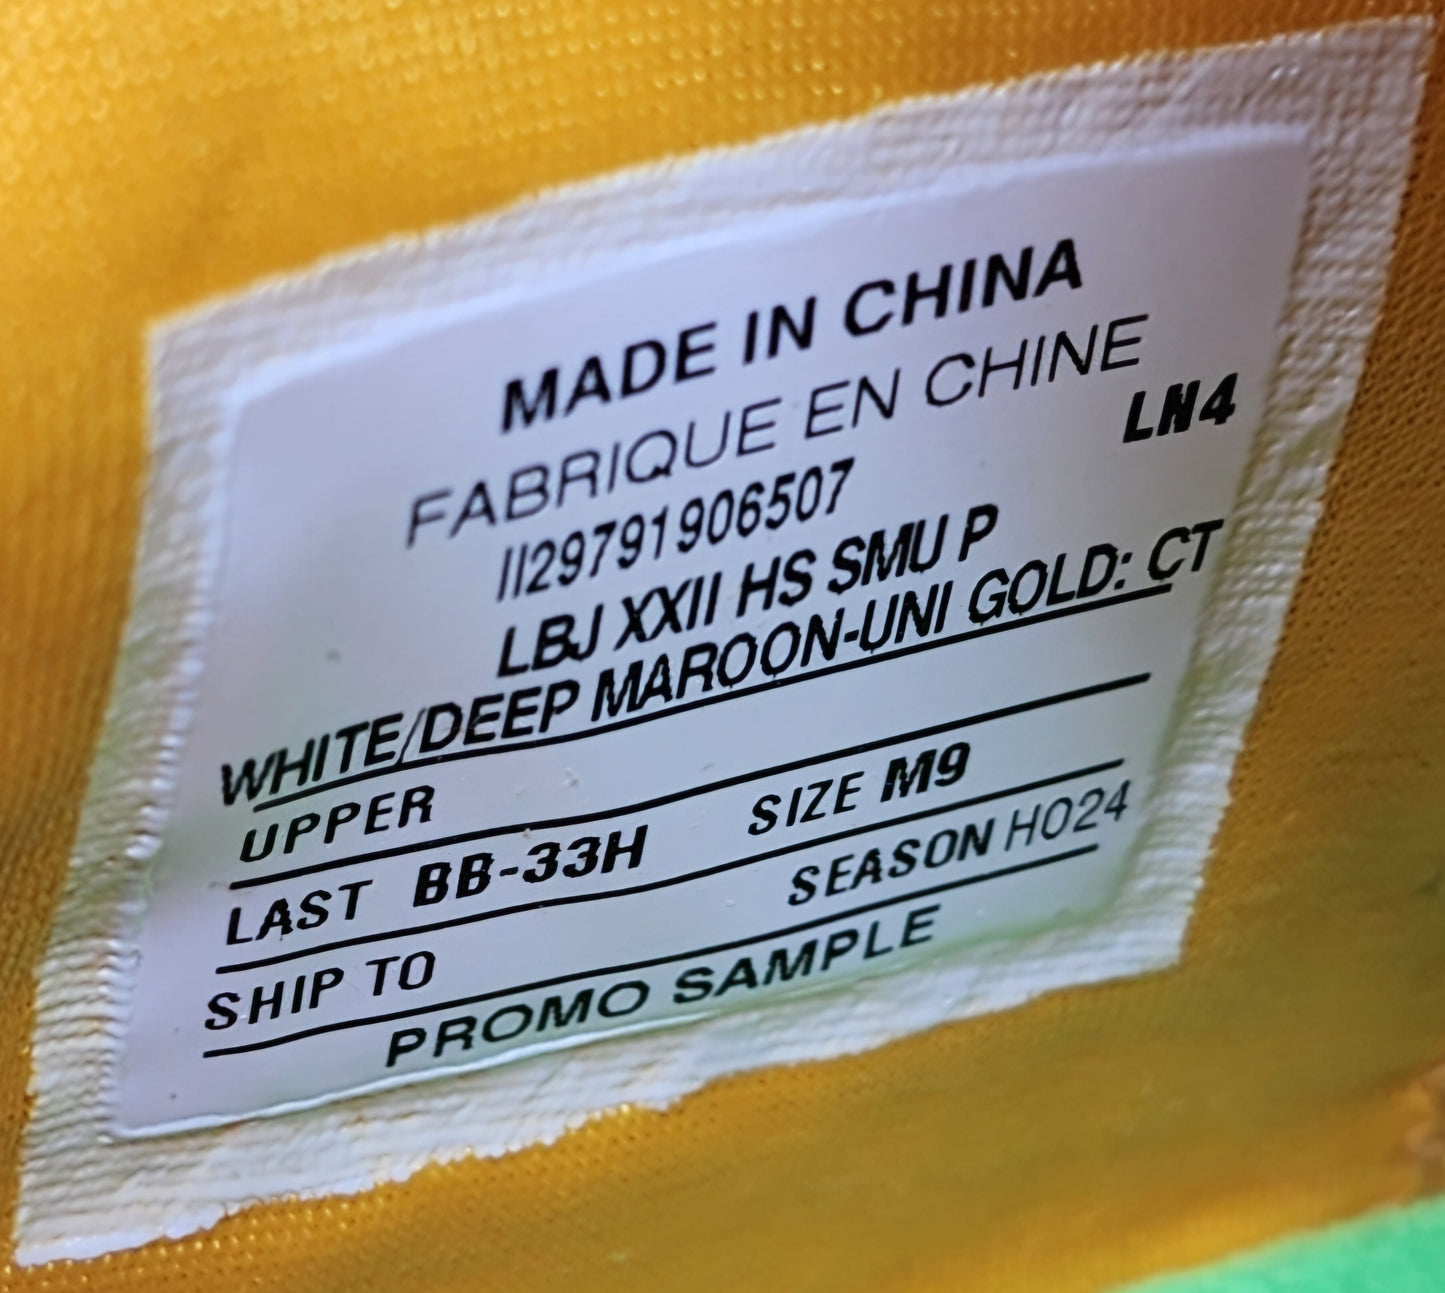 MADE IN CHINA
FABRIQUE EN CHINE
LN4
II29791906507
LBJ XXII HS SMU P
WHITE/DEEP MAROON-UNI GOLD: CT
UPPER
LAST BB-33H SIZE M9
SHIP TO SEASON HO24
PROMO SAMPLE